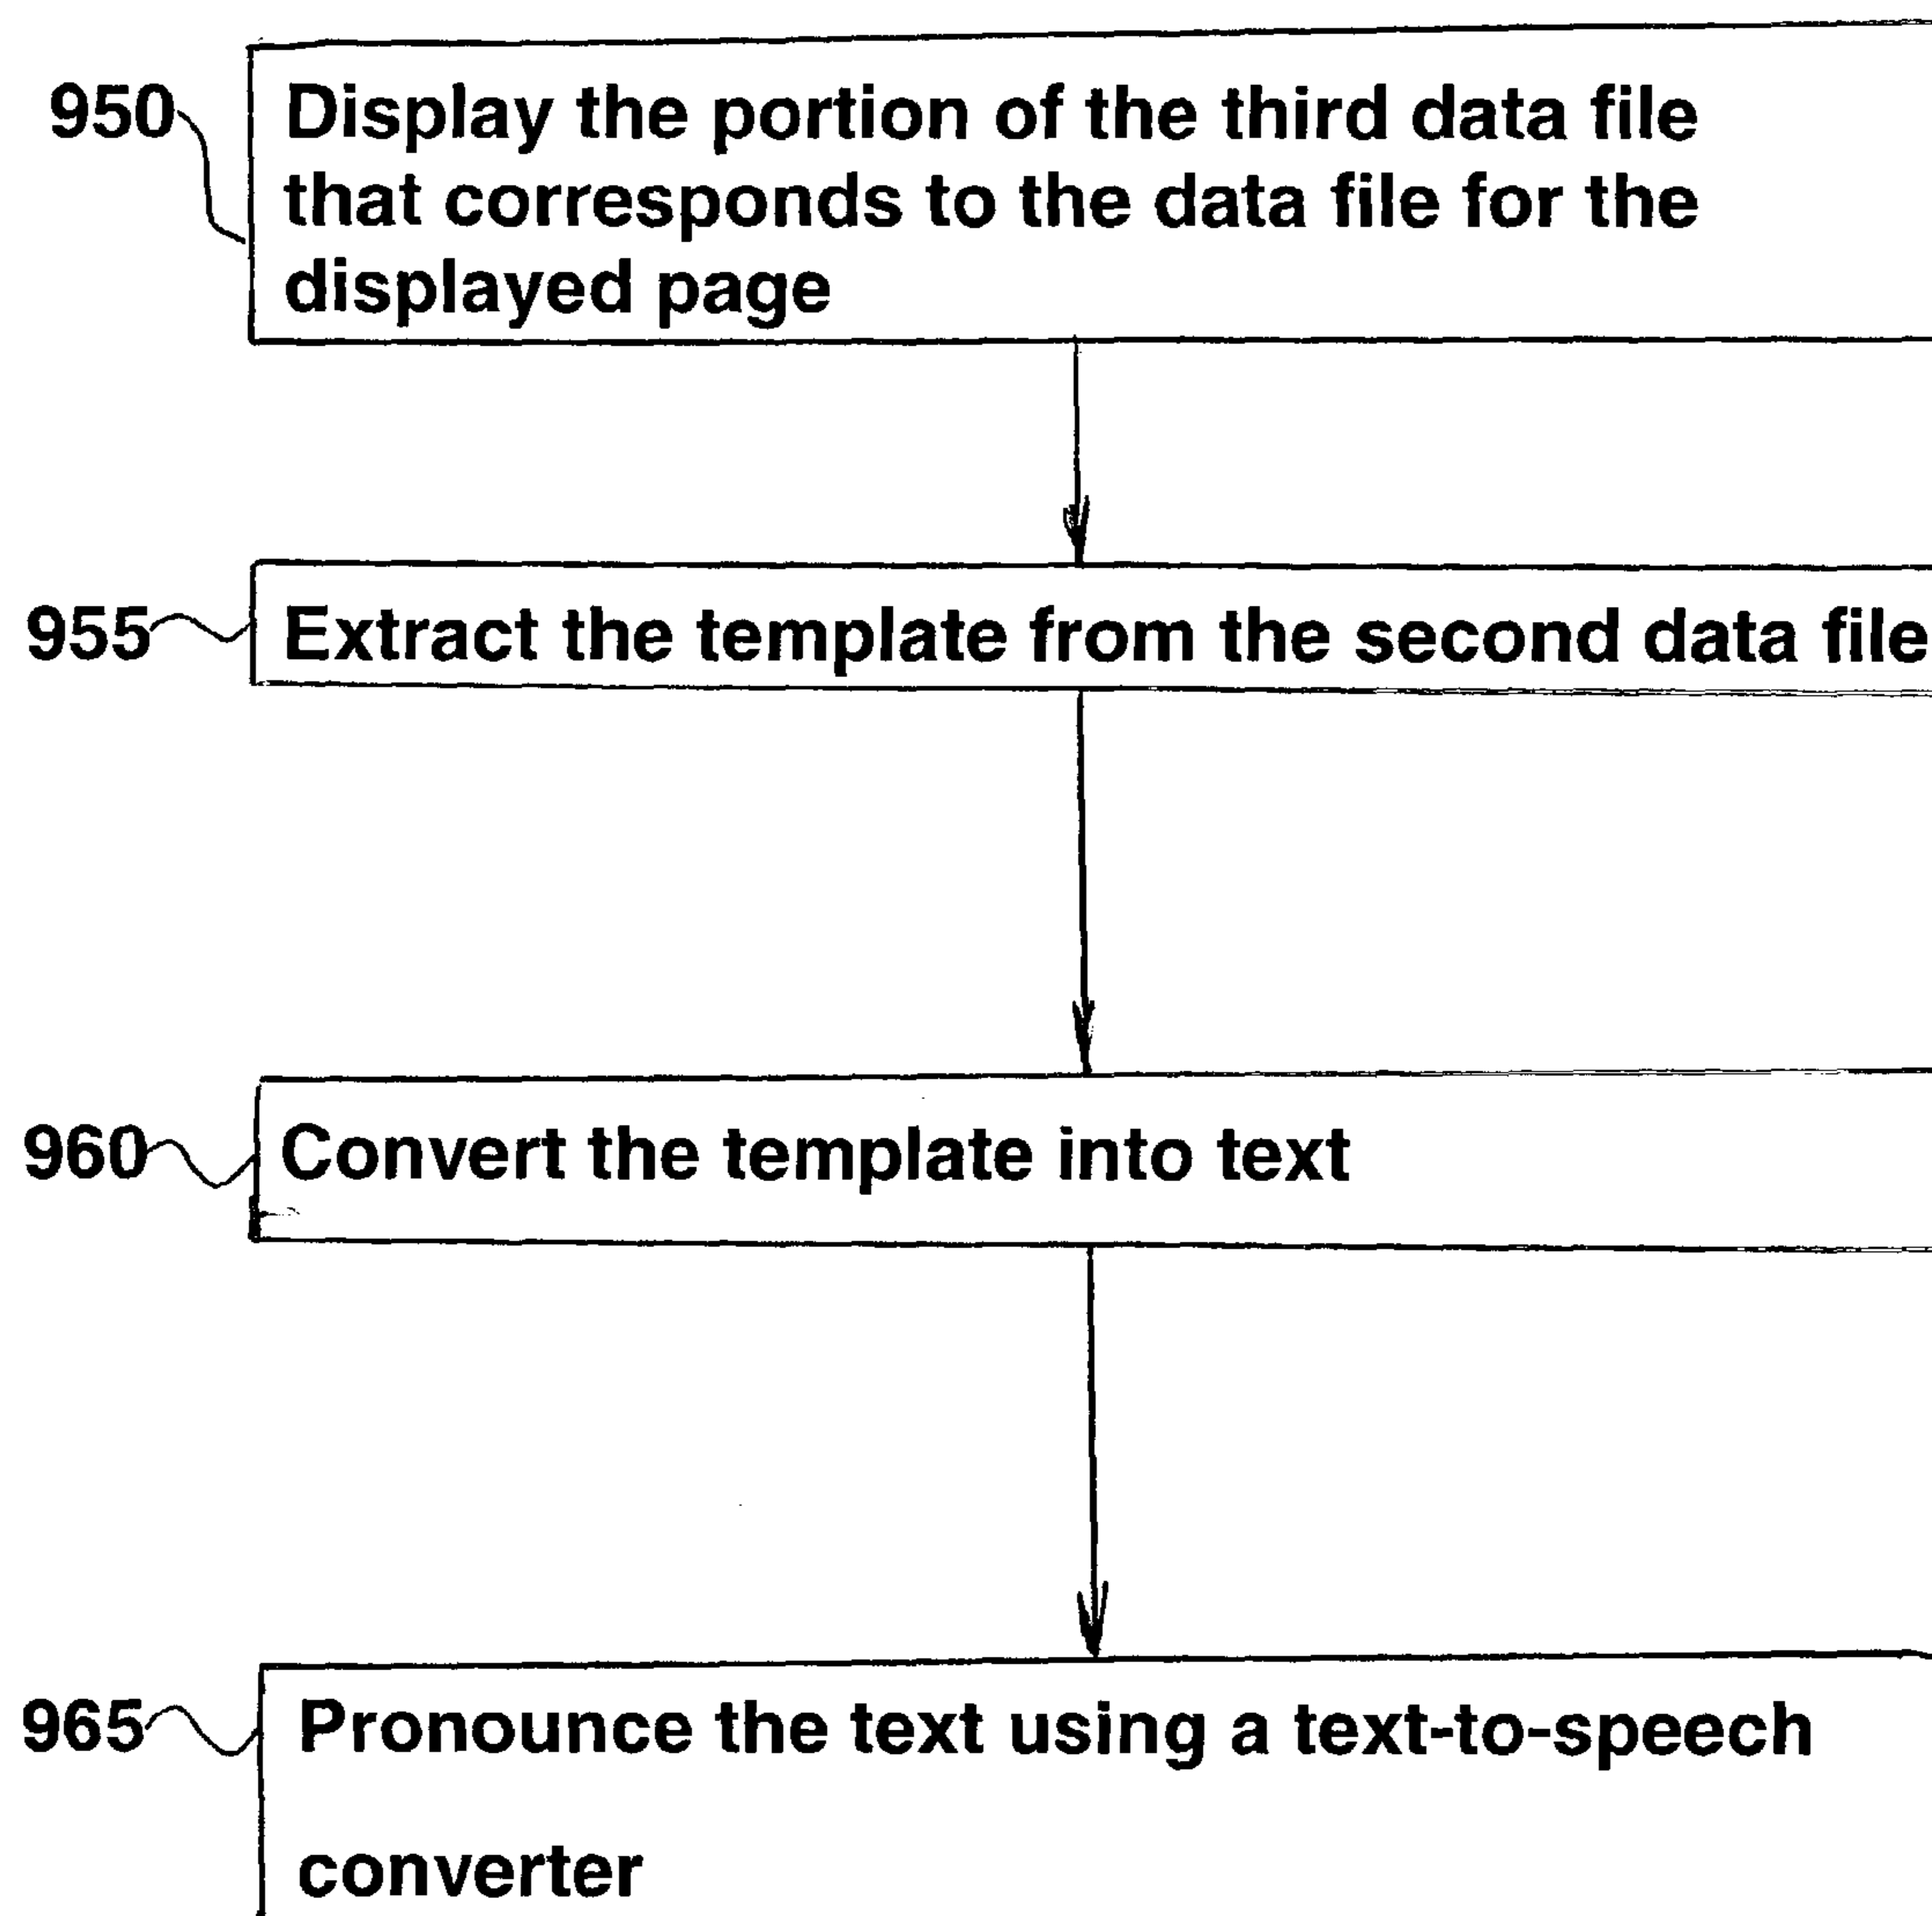 950
Display the portion of the third data file
that corresponds to the data file for the
displayed page
955
Extract the template from the second data file
960
Convert the template into text
965
Pronounce the text using a text-to-speech
converter